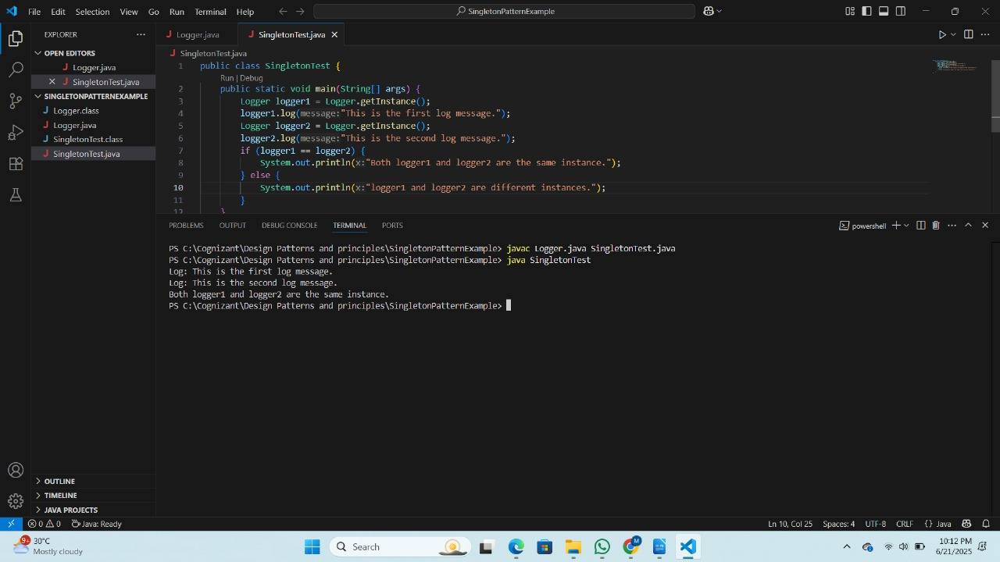 File Edit Selection View Go Run Terminal Help
SingletonPatternExample
EXPLORER
OPEN EDITORS
Logger.java
SingletonTest.java
SINGLETONPATTERNEXAMPLE
Logger.class
Logger.java
SingletonTest.class
SingletonTest.java
OUTLINE
TIMELINE
JAVA PROJECTS
Logger.java SingletonTest.java
SingletonTest.java
1 public class SingletonTest {
Run | Debug
2 public static void main(String[] args) {
3 Logger logger1 = Logger.getInstance();
4 logger1.log(message:"This is the first log message.");
5 Logger logger2 = Logger.getInstance();
6 logger2.log(message:"This is the second log message.");
7 if (logger1 == logger2) {
8 System.out.println(x:"Both logger1 and logger2 are the same instance.");
9 } else {
10 System.out.println(x:"logger1 and logger2 are different instances.");
11 }
12 }
PROBLEMS OUTPUT DEBUG CONSOLE TERMINAL PORTS
powershell
PS C:\Cognizant\Design Patterns and principles\SingletonPatternExample> javac Logger.java SingletonTest.java
PS C:\Cognizant\Design Patterns and principles\SingletonPatternExample> java SingletonTest
Log: This is the first log message.
Log: This is the second log message.
Both logger1 and logger2 are the same instance.
PS C:\Cognizant\Design Patterns and principles\SingletonPatternExample>
0 0 Java: Ready
Ln 10, Col 25 Spaces: 4 UTF-8 CRLF {} Java
9+
30°C
Mostly cloudy
Search
M
10:12 PM
6/21/2025